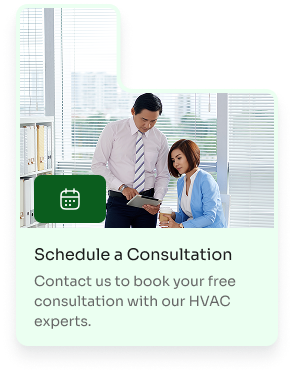 Schedule a Consultation
Contact us to book your free
consultation with our HVAC
experts.